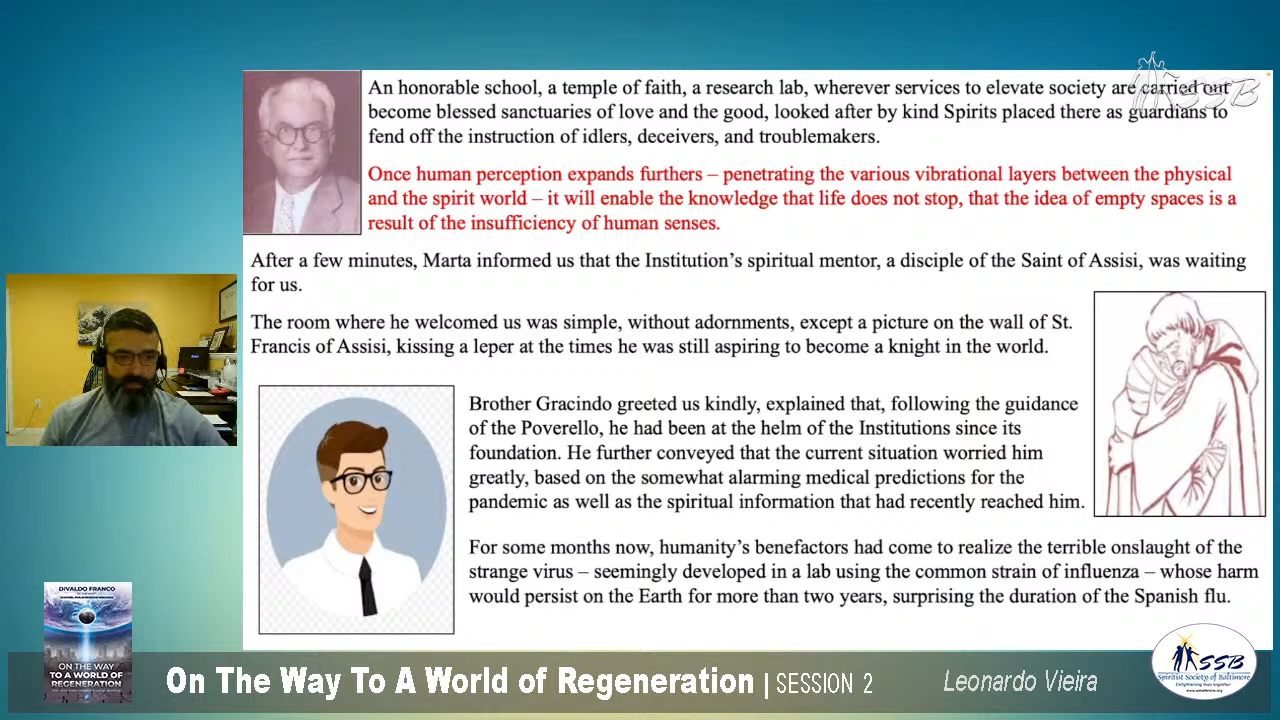 An honorable school, a temple of faith, a research lab, wherever services to elevate society are carried out
become blessed sanctuaries of love and the good, looked after by kind Spirits placed there as guardians to
fend off the instruction of idlers, deceivers, and troublemakers.
Once human perception expands furthers – penetrating the various vibrational layers between the physical
and the spirit world – it will enable the knowledge that life does not stop, that the idea of empty spaces is a
result of the insufficiency of human senses.
After a few minutes, Marta informed us that the Institution's spiritual mentor, a disciple of the Saint of Assisi, was waiting
for us.
The room where he welcomed us was simple, without adornments, except a picture on the wall of St.
Francis of Assisi, kissing a leper at the times he was still aspiring to become a knight in the world.
Brother Gracindo greeted us kindly, explained that, following the guidance
of the Poverello, he had been at the helm of the Institutions since its
foundation. He further conveyed that the current situation worried him
greatly, based on the somewhat alarming medical predictions for the
pandemic as well as the spiritual information that had recently reached him.
For some months now, humanity's benefactors had come to realize the terrible onslaught of the
strange virus – seemingly developed in a lab using the common strain of influenza – whose harm
would persist on the Earth for more than two years, surprising the duration of the Spanish flu.
SSB
DIVALDO FRANCO
ON THE WAY
TO A WORLD OF
REGENERATION
On The Way To A World of Regeneration | SESSION 2
Leonardo Vieira
SSB
Spiritist Society of Baltimore
Enlightening lives together